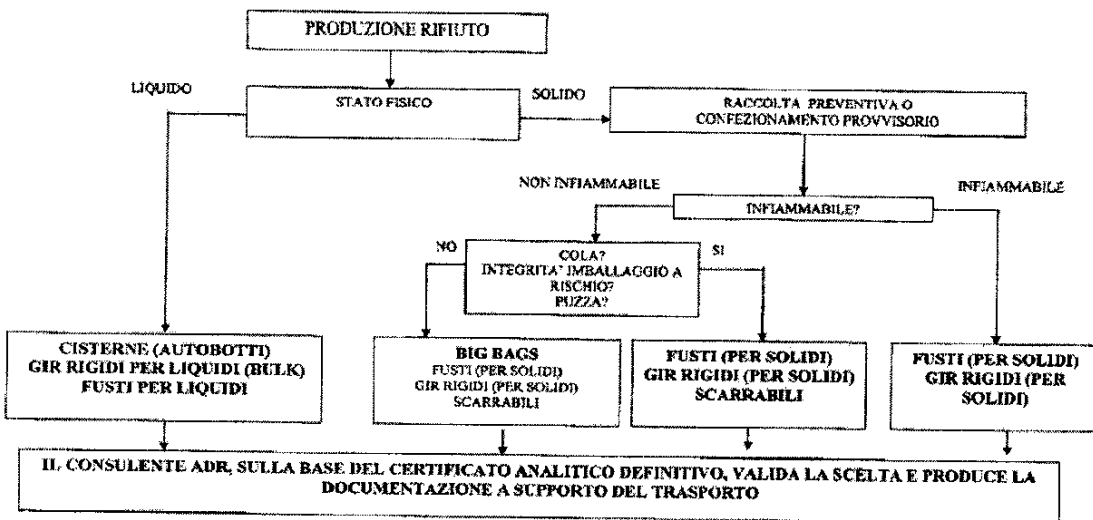 PRODUZIONE RIFIUTO
LIQUIDO
STATO FISICO
SOLIDO
RACCOLTA PREVENTIVA O
CONFEZIONAMENTO PROVVISORIO
NON INFIAMMABILE
INFIAMMABILE
INFIAMMABILE?
NO
COLA?
INTEGRITA' IMBALLAGGIO A
RISCHIO?
PUZZA?
SI
CISTERNE (AUTOBOTTI)
GIR RIGIDI PER LIQUIDI (BULK)
FUSTI PER LIQUIDI
BIG BAGS
FUSTI (PER SOLIDI)
GIR RIGIDI (PER SOLIDI)
SCARRABILI
FUSTI (PER SOLIDI)
GIR RIGIDI (PER SOLIDI)
SCARRABILI
FUSTI (PER SOLIDI)
GIR RIGIDI (PER
SOLIDI)
IL CONSULENTE ADR, SULLA BASE DEL CERTIFICATO ANALITICO DEFINITIVO, VALIDA LA SCELTA E PRODUCE LA
DOCUMENTAZIONE A SUPPORTO DEL TRASPORTO